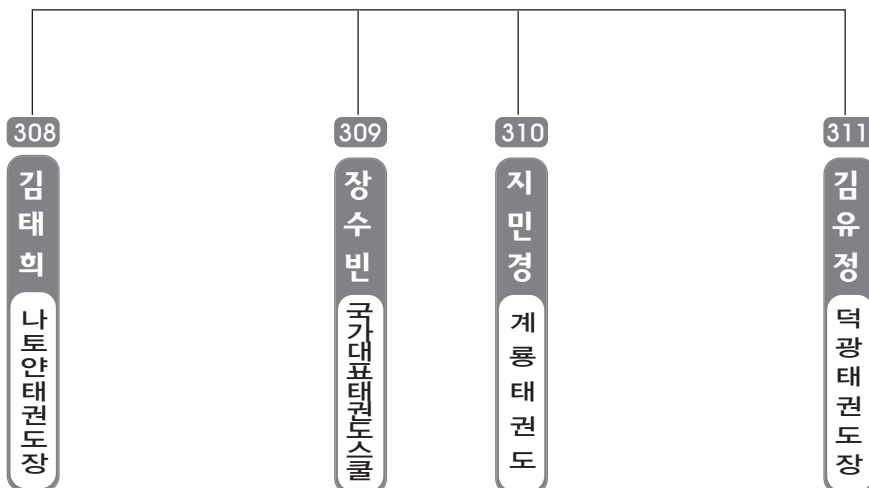 308
김태희
나토얀태권도장
309
장수빈
국가대표태권도스쿨
310
지민경
계룡태권도
311
김유정
덕광태권도장